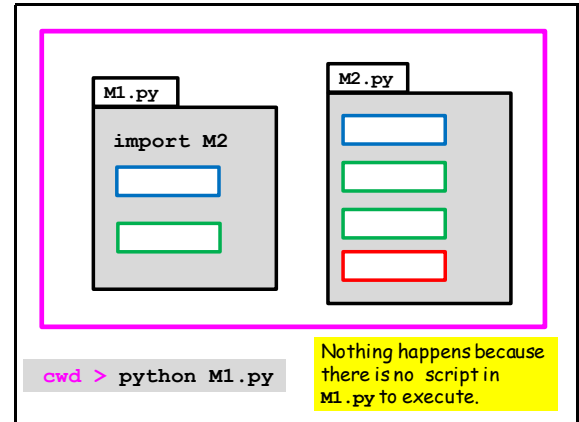 M1.py
import M2
M2.py
cwd > python M1.py
Nothing happens because
there is no script in
M1.py to execute.